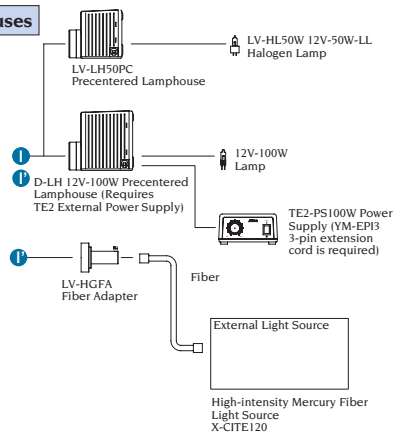 uses
LV-HL50W 12V-50W-LL
Halogen Lamp
LV-LH50PC
Precentered Lamphouse
I
I'
12V-100W
Lamp
D-LH 12V-100W Precentered
Lamphouse (Requires
TE2 External Power Supply)
TE2-PS100W Power
Supply (YM-EPI3
3-pin extension
cord is required)
I'
LV-HGFA
Fiber Adapter
Fiber
External Light Source
High-intensity Mercury Fiber
Light Source
X-CITE120